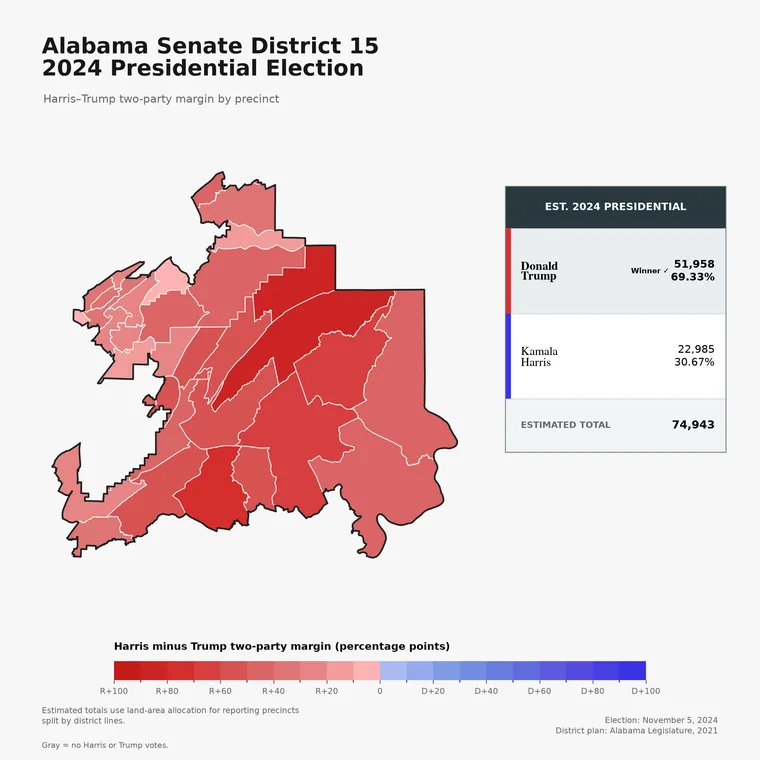 Alabama Senate District 15
2024 Presidential Election
Harris–Trump two-party margin by precinct
EST. 2024 PRESIDENTIAL
Donald
Trump
Winner ✓
51,958
69.33%
Kamala
Harris
22,985
30.67%
ESTIMATED TOTAL
74,943
Harris minus Trump two-party margin (percentage points)
R+100 R+80 R+60 R+40 R+20 0 D+20 D+40 D+60 D+80 D+100
Estimated totals use land-area allocation for reporting precincts
split by district lines.
Gray = no Harris or Trump votes.
Election: November 5, 2024
District plan: Alabama Legislature, 2021